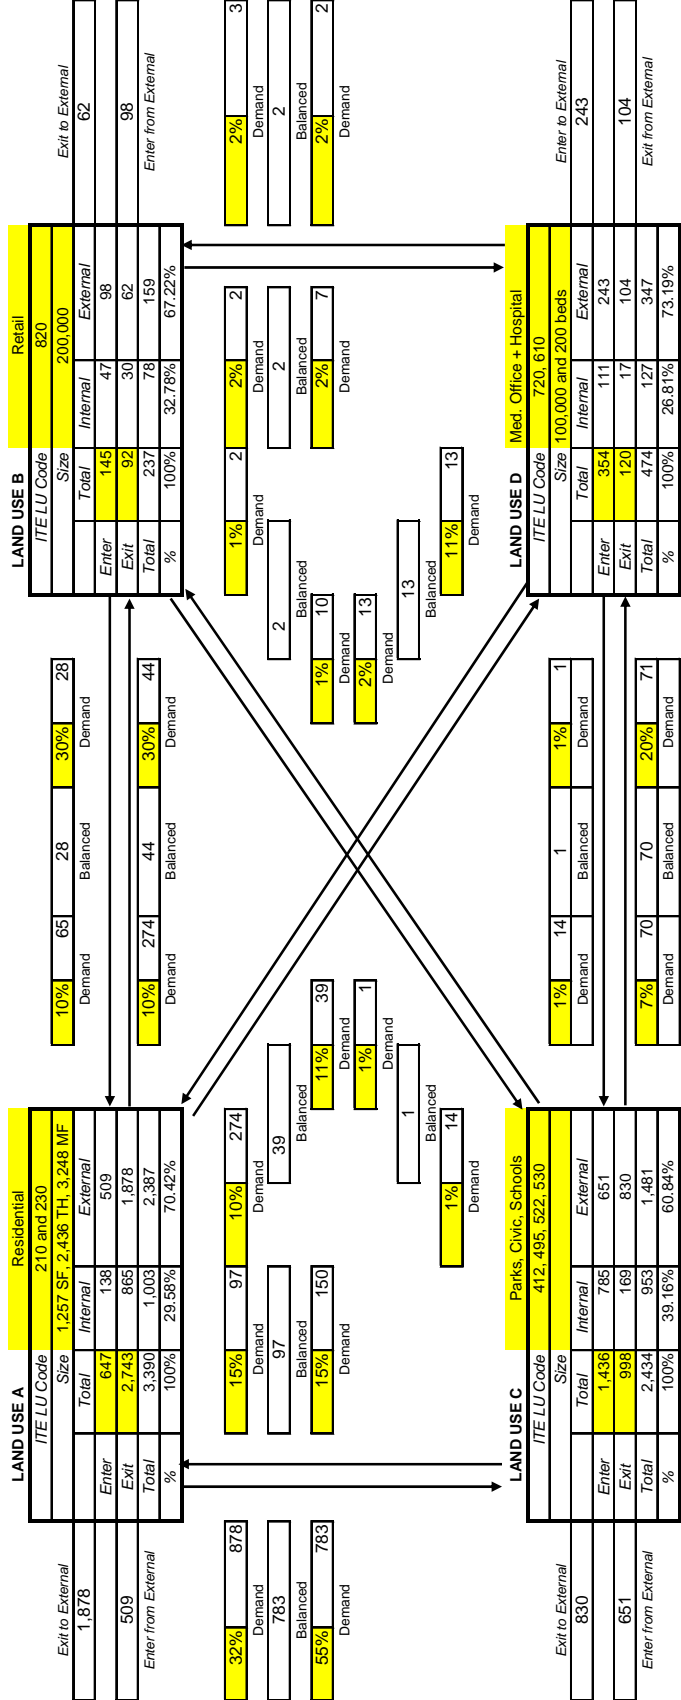 LAND USE A Residential LAND USE B Retail
ITE LU Code 210 and 230 ITE LU Code 820
Exit to External Size 1,257 SF, 2,436 TH, 3,248 MF 10% 65 28 30% 28 Size 200,000 Exit to External
1,878 Total Internal External Demand Balanced Demand Total Internal External 62
Enter 647 138 509 Enter 145 47 98
509 Exit 2,743 865 1,878 Exit 92 30 62 98
Enter from External Total 3,390 1,003 2,387 10% 274 44 30% 44 Total 237 78 159 Enter from External
% 100% 29.58% 70.42% Demand Balanced Demand % 100% 32.78% 67.22%
32% 878 15% 97 10% 274 1% 2 2% 2 2% 3
Demand Demand Demand Demand Demand Demand
783 97 39 2 2 2
Balanced Balanced Balanced Balanced Balanced Balanced
55% 783 15% 150 11% 39 1% 10 2% 7 2% 2
Demand Demand Demand Demand Demand Demand
1% 1 2% 13
Demand Demand
1 13
Balanced Balanced
1% 14 11% 13
Demand Demand
LAND USE C Parks, Civic, Schools LAND USE D Med. Office + Hospital
ITE LU Code 412, 495, 522, 530 ITE LU Code 720, 610
Exit to External Size 1% 14 1 1% 1 Size 100,000 and 200 beds Enter to External
830 Total Internal External Demand Balanced Demand Total Internal External 243
Enter 1,436 785 651 Enter 354 111 243
651 Exit 998 169 830 Exit 120 17 104 104
Enter from External Total 2,434 953 1,481 7% 70 70 20% 71 Total 474 127 347 Exit from External
% 100% 39.16% 60.84% Demand Balanced Demand % 100% 26.81% 73.19%